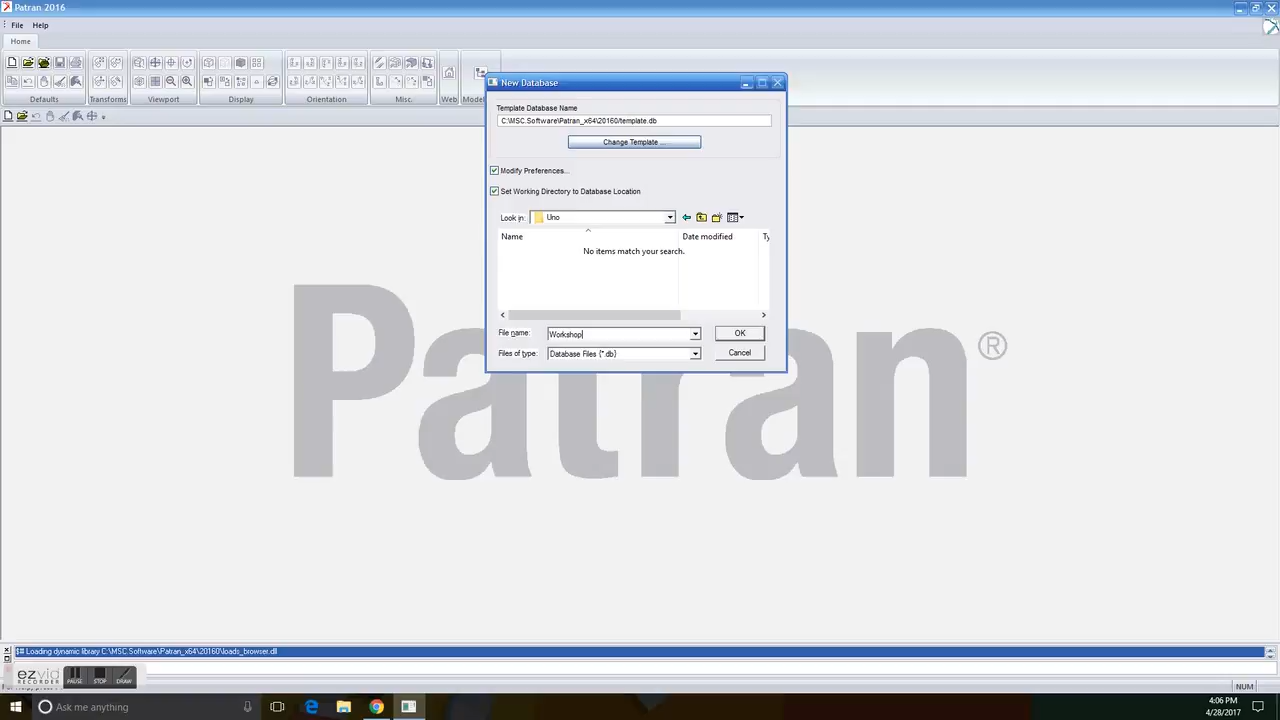 Patran 2016
File Help
Home
Defaults Transforms Viewport Display Orientation Misc. Web Model
New Database
Template Database Name
C:\MSC.Software\Patran_x64\20160/template.db
Change Template ...
Modify Preferences...
Set Working Directory to Database Location
Look in: Uno
Name Date modified Ty
No items match your search.
File name: Workshop OK
Files of type: Database Files (*.db) Cancel
Patran®
$# Loading dynamic library C:\MSC.Software\Patran_x64\20160\loads_browser.dll
ezvid
RECORDER
PAUSE STOP DRAW
NUM
Ask me anything
4:06 PM
4/28/2017